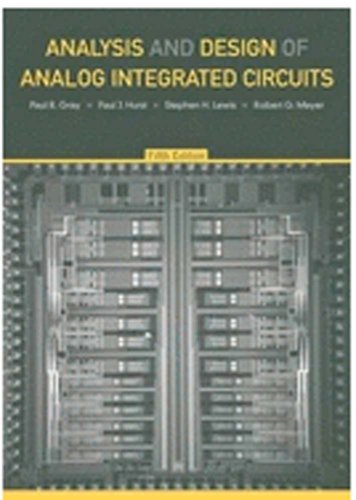 ANALYSIS AND DESIGN OF
ANALOG INTEGRATED CIRCUITS
Paul R. Gray • Paul J. Hurst • Stephen H. Lewis • Robert G. Meyer
Fifth Edition